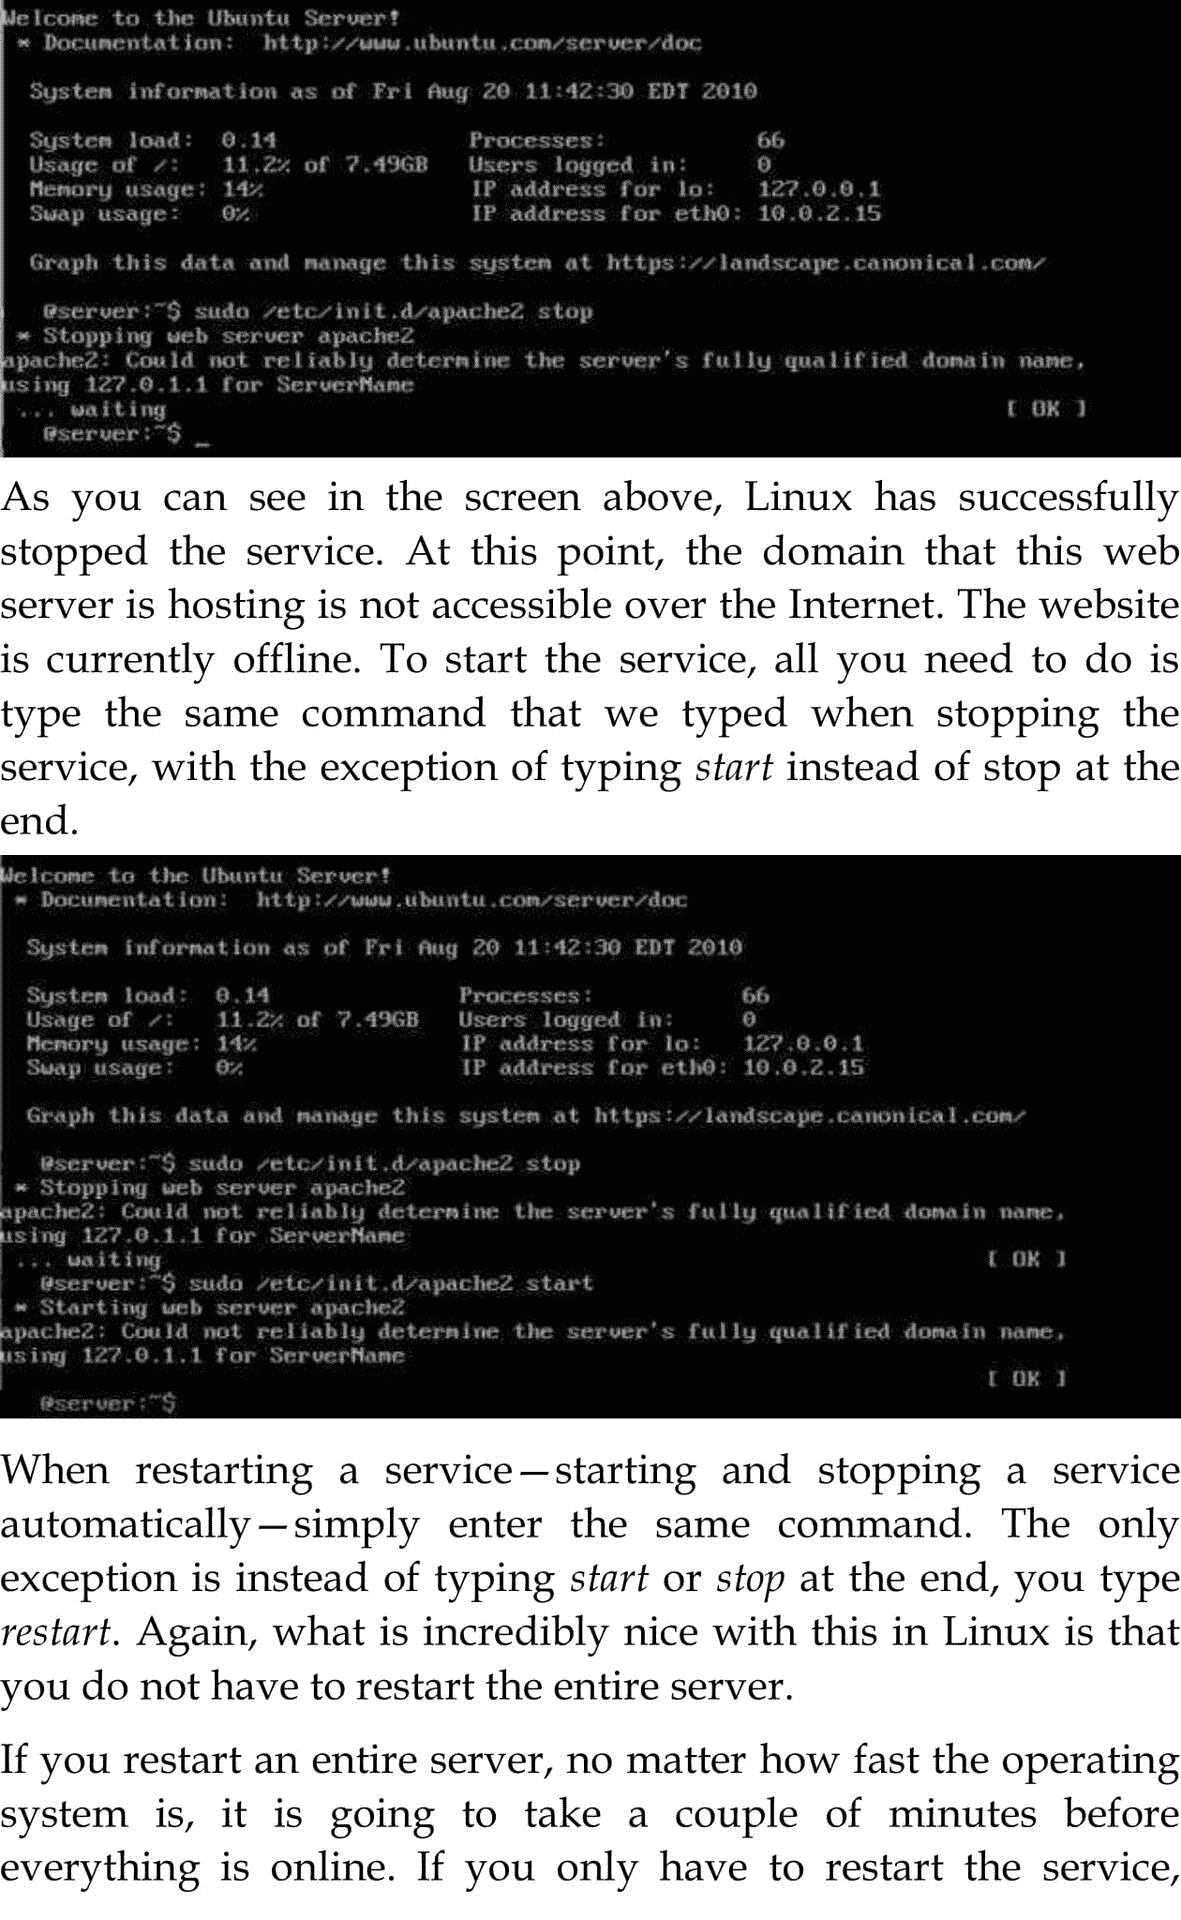 Welcome to the Ubuntu Server!
* Documentation:  http://www.ubuntu.com/server/doc
System information as of Fri Aug 20 11:42:30 EDT 2010
System load:  0.14    Processes:    66
Usage of /:   11.2% of 7.49GB   Users logged in:   0
Memory usage: 14%   IP address for lo:   127.0.0.1
Swap usage:   0%   IP address for eth0: 10.0.2.15
Graph this data and manage this system at https://landscape.canonical.com/
@server:~$ sudo /etc/init.d/apache2 stop
* Stopping web server apache2
apache2: Could not reliably determine the server's fully qualified domain name,
using 127.0.1.1 for ServerName
... waiting   [ OK ]
@server:~$ _
As you can see in the screen above, Linux has successfully
stopped the service. At this point, the domain that this web
server is hosting is not accessible over the Internet. The website
is currently offline. To start the service, all you need to do is
type the same command that we typed when stopping the
service, with the exception of typing start instead of stop at the
end.
Welcome to the Ubuntu Server!
* Documentation:  http://www.ubuntu.com/server/doc
System information as of Fri Aug 20 11:42:30 EDT 2010
System load:  0.14    Processes:    66
Usage of /:   11.2% of 7.49GB   Users logged in:   0
Memory usage: 14%   IP address for lo:   127.0.0.1
Swap usage:   0%   IP address for eth0: 10.0.2.15
Graph this data and manage this system at https://landscape.canonical.com/
@server:~$ sudo /etc/init.d/apache2 stop
* Stopping web server apache2
apache2: Could not reliably determine the server's fully qualified domain name,
using 127.0.1.1 for ServerName
... waiting   [ OK ]
@server:~$ sudo /etc/init.d/apache2 start
* Starting web server apache2
apache2: Could not reliably determine the server's fully qualified domain name,
using 127.0.1.1 for ServerName
[ OK ]
@server:~$
When restarting a service—starting and stopping a service
automatically—simply enter the same command. The only
exception is instead of typing start or stop at the end, you type
restart. Again, what is incredibly nice with this in Linux is that
you do not have to restart the entire server.
If you restart an entire server, no matter how fast the operating
system is, it is going to take a couple of minutes before
everything is online. If you only have to restart the service,